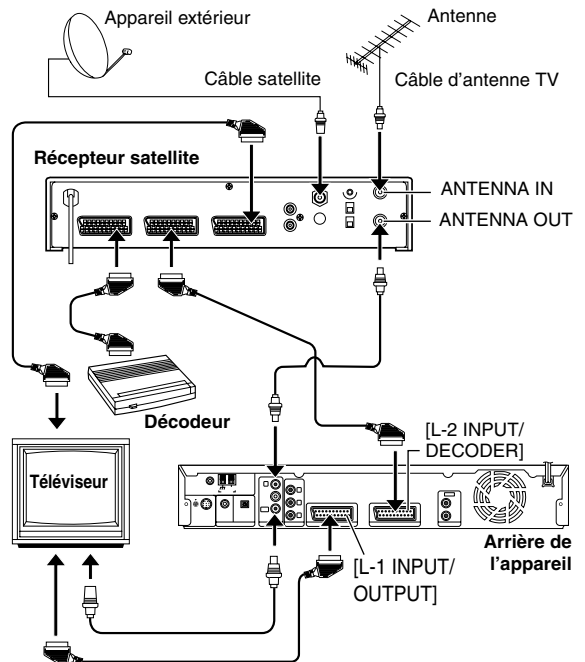 Appareil extérieur
Antenne
Câble satellite
Câble d'antenne TV
Récepteur satellite
ANTENNA IN
ANTENNA OUT
Décodeur
[L-2 INPUT/
DECODER]
Téléviseur
Arrière de
l'appareil
[L-1 INPUT/
OUTPUT]